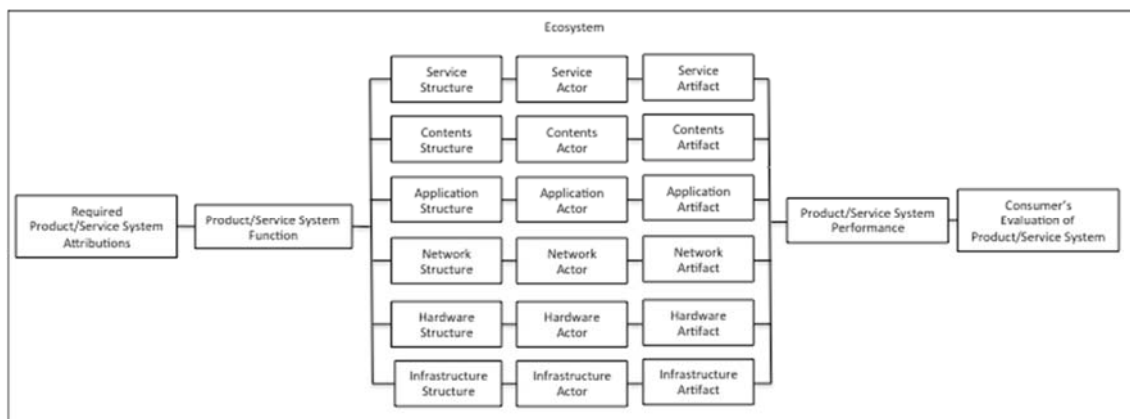 Ecosystem
Service
Structure
Service
Actor
Service
Artifact
Contents
Structure
Contents
Actor
Contents
Artifact
Required
Product/Service System
Attributions
Product/Service System
Function
Application
Structure
Application
Actor
Application
Artifact
Product/Service System
Performance
Consumer's
Evaluation of
Product/Service System
Network
Structure
Network
Actor
Network
Artifact
Hardware
Structure
Hardware
Actor
Hardware
Artifact
Infrastructure
Structure
Infrastructure
Actor
Infrastructure
Artifact